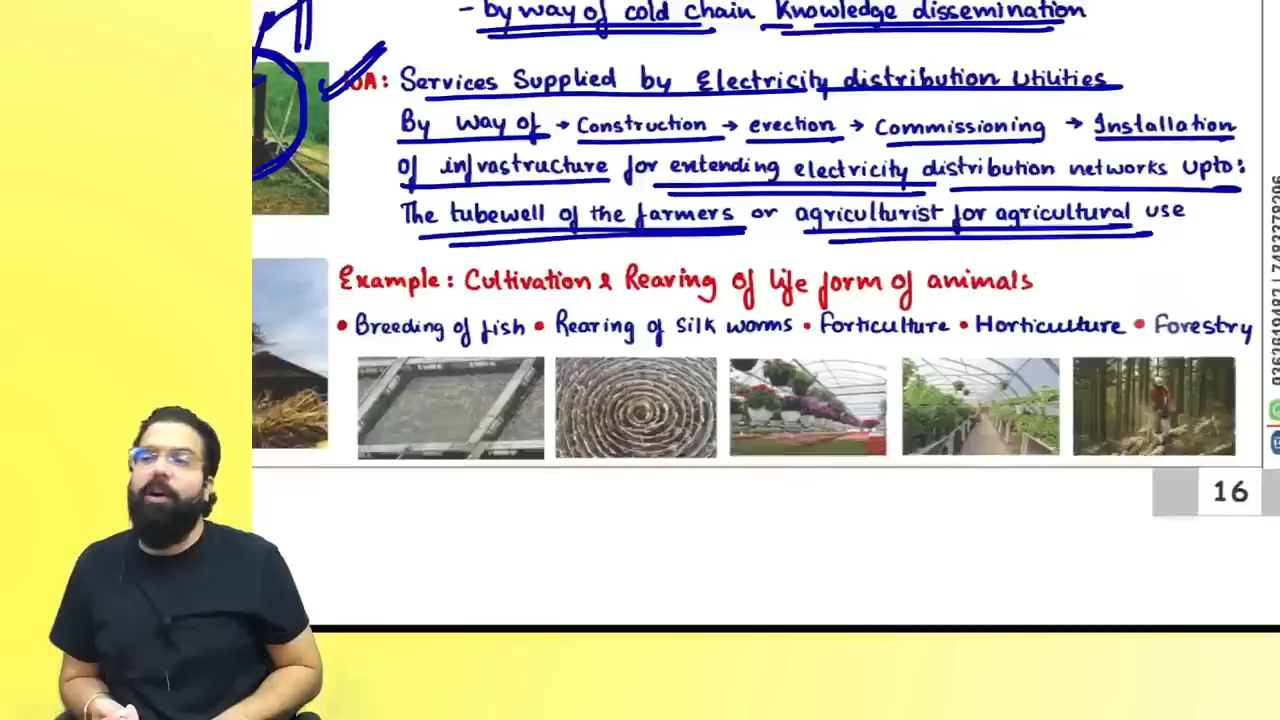 - by way of cold chain Knowledge dissemination
A: Services Supplied by Electricity distribution Utilities
By way of → Construction → erection → Commissioning → Installation
of infrastructure for extending electricity distribution networks upto:
The tubewell of the farmers or agriculturist for agricultural use
Example: Cultivation & Rearing of life form of animals
• Breeding of fish • Rearing of Silk worms • Forticulture • Horticulture • Forestry
16